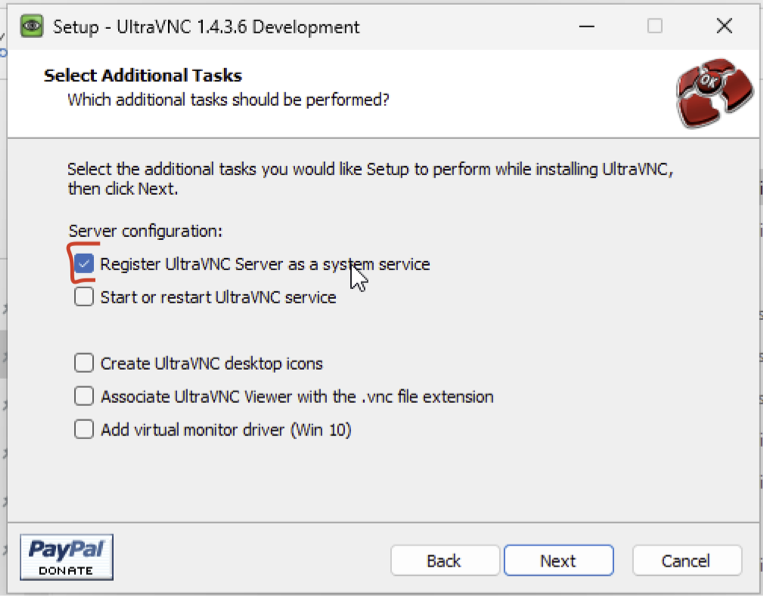 Setup - UltraVNC 1.4.3.6 Development
Select Additional Tasks
Which additional tasks should be performed?
OK
Select the additional tasks you would like Setup to perform while installing UltraVNC,
then click Next.
Server configuration:
Register UltraVNC Server as a system service
Start or restart UltraVNC service
Create UltraVNC desktop icons
Associate UltraVNC Viewer with the .vnc file extension
Add virtual monitor driver (Win 10)
PayPal
DONATE
Back
Next
Cancel